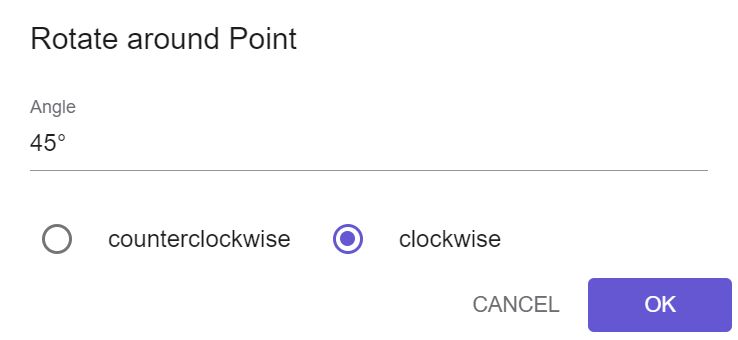 Rotate around Point
Angle
45°
counterclockwise clockwise
CANCEL OK